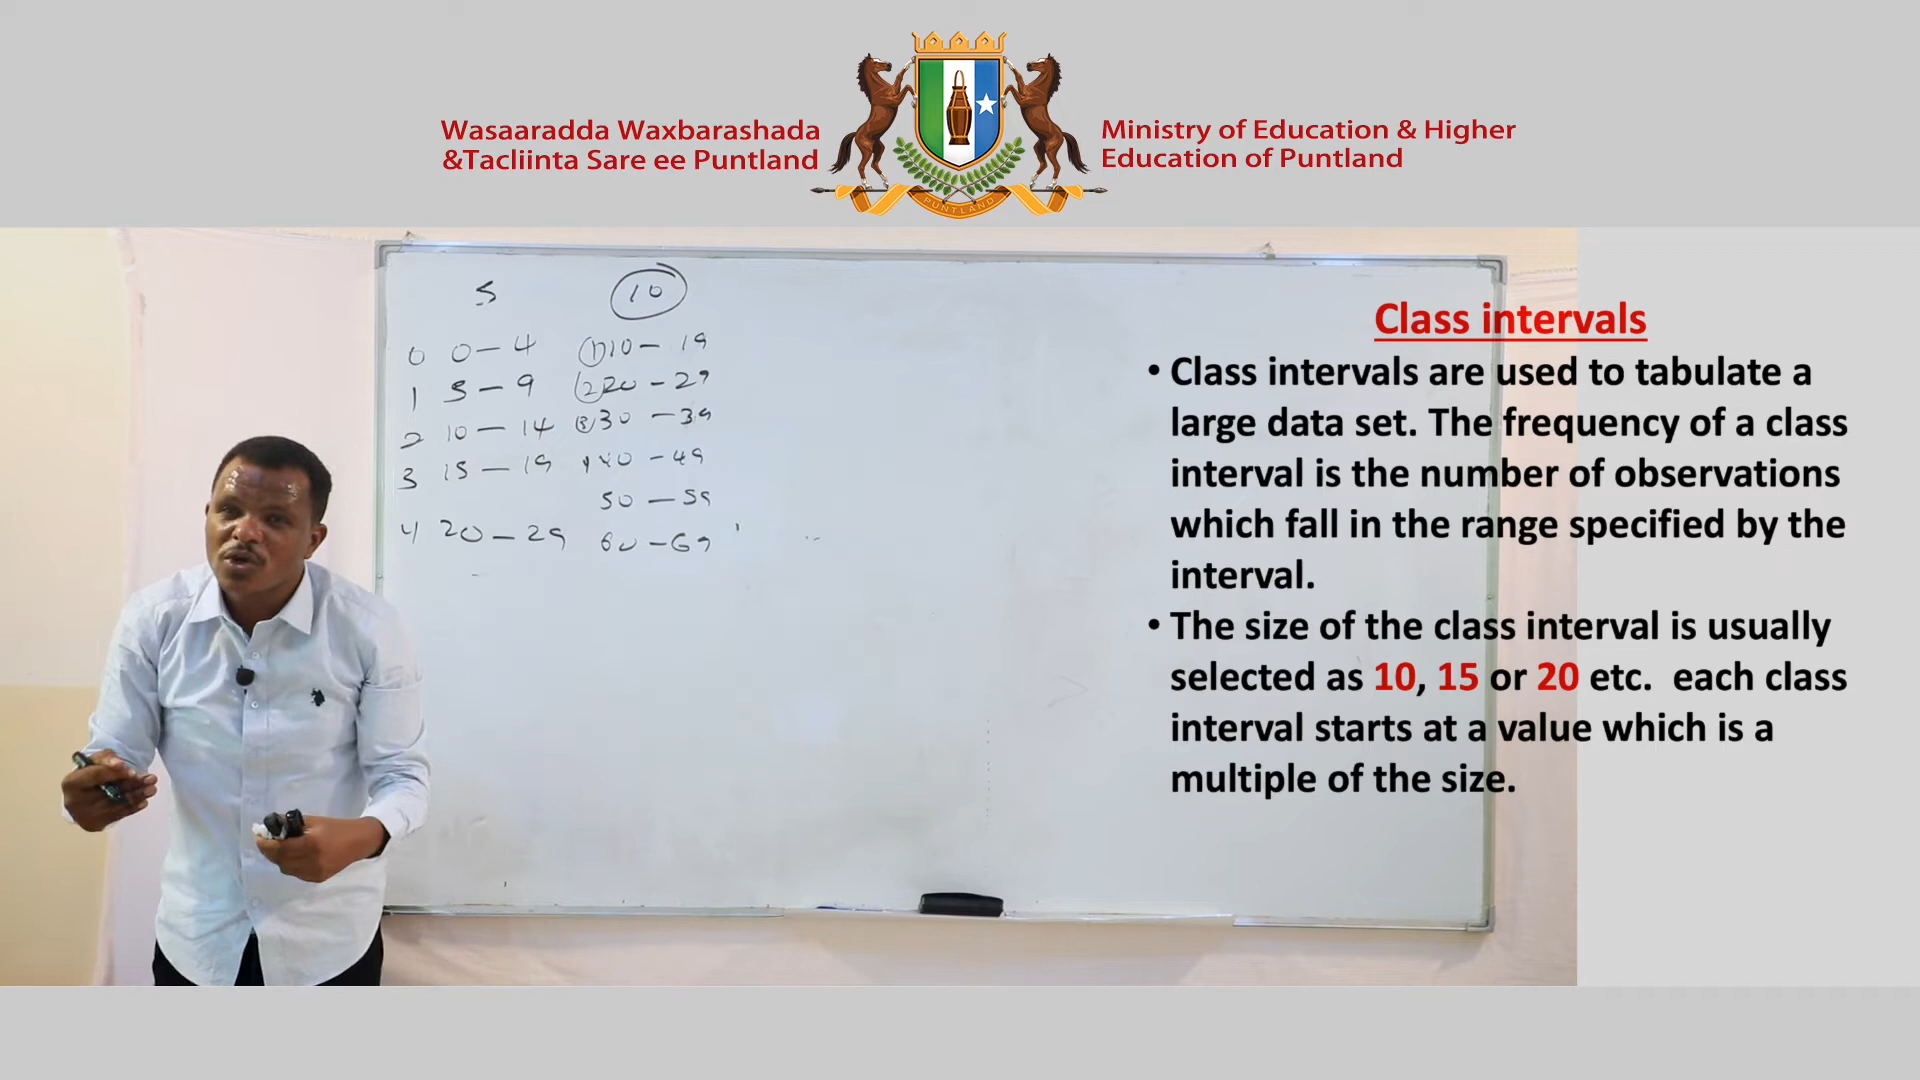 Wasaaradda Waxbarashada
&Tacliinta Sare ee Puntland
PUNTLAND
Ministry of Education & Higher
Education of Puntland
5 10
0 0-4 1) 10-19
1 5-9 2) 20-29
2 10-14 3) 30-39
3 15-19 40-49
50-59
4 20-29 60-69
Class intervals
• Class intervals are used to tabulate a
large data set. The frequency of a class
interval is the number of observations
which fall in the range specified by the
interval.
• The size of the class interval is usually
selected as 10, 15 or 20 etc.  each class
interval starts at a value which is a
multiple of the size.